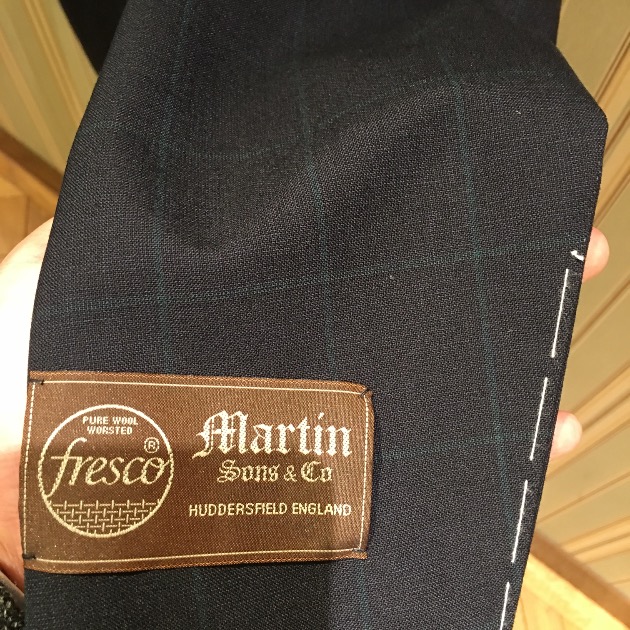 PURE WOOL
WORSTED
fresco®
Martin
Sons & Co
HUDDERSFIELD ENGLAND